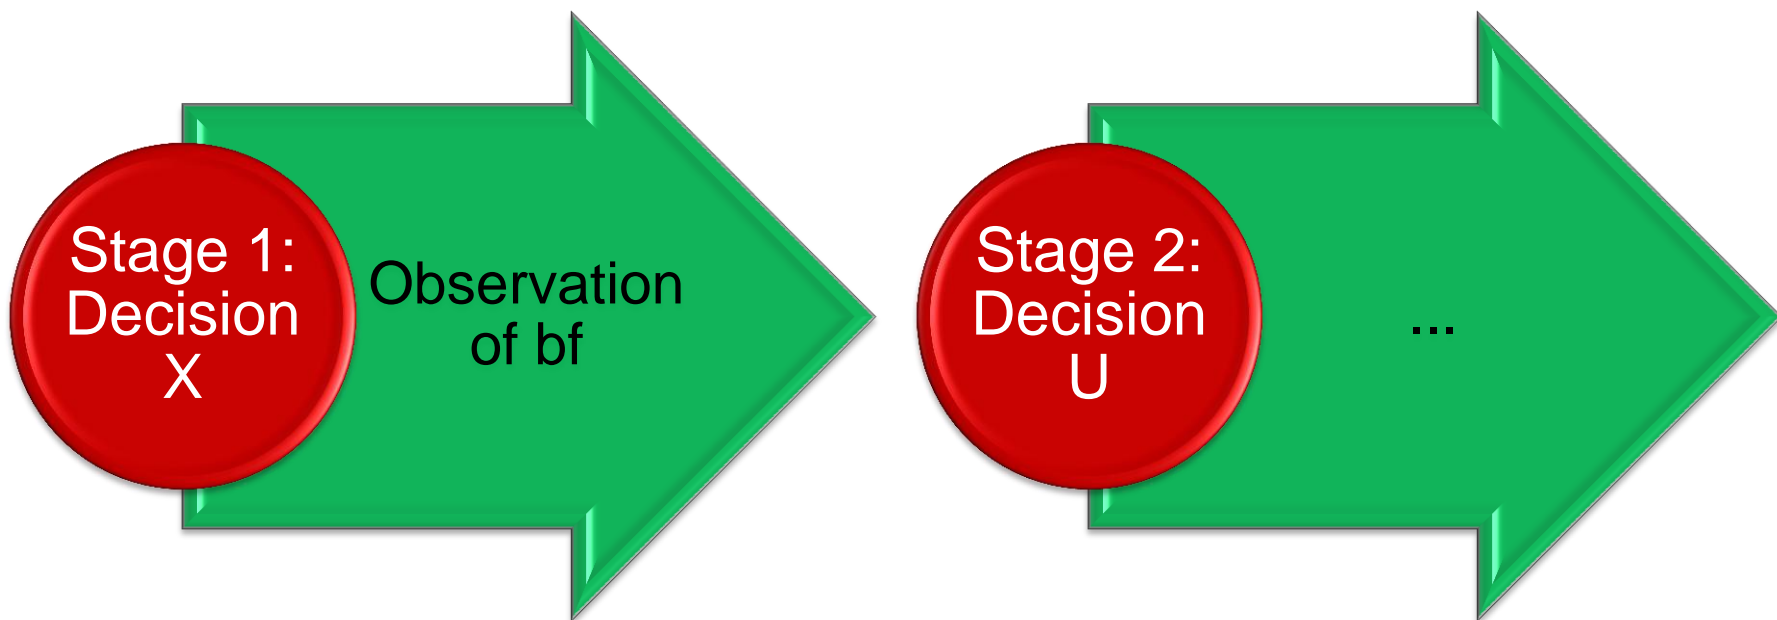 Stage 1:
Decision
X
Observation
of bf
Stage 2:
Decision
U
...